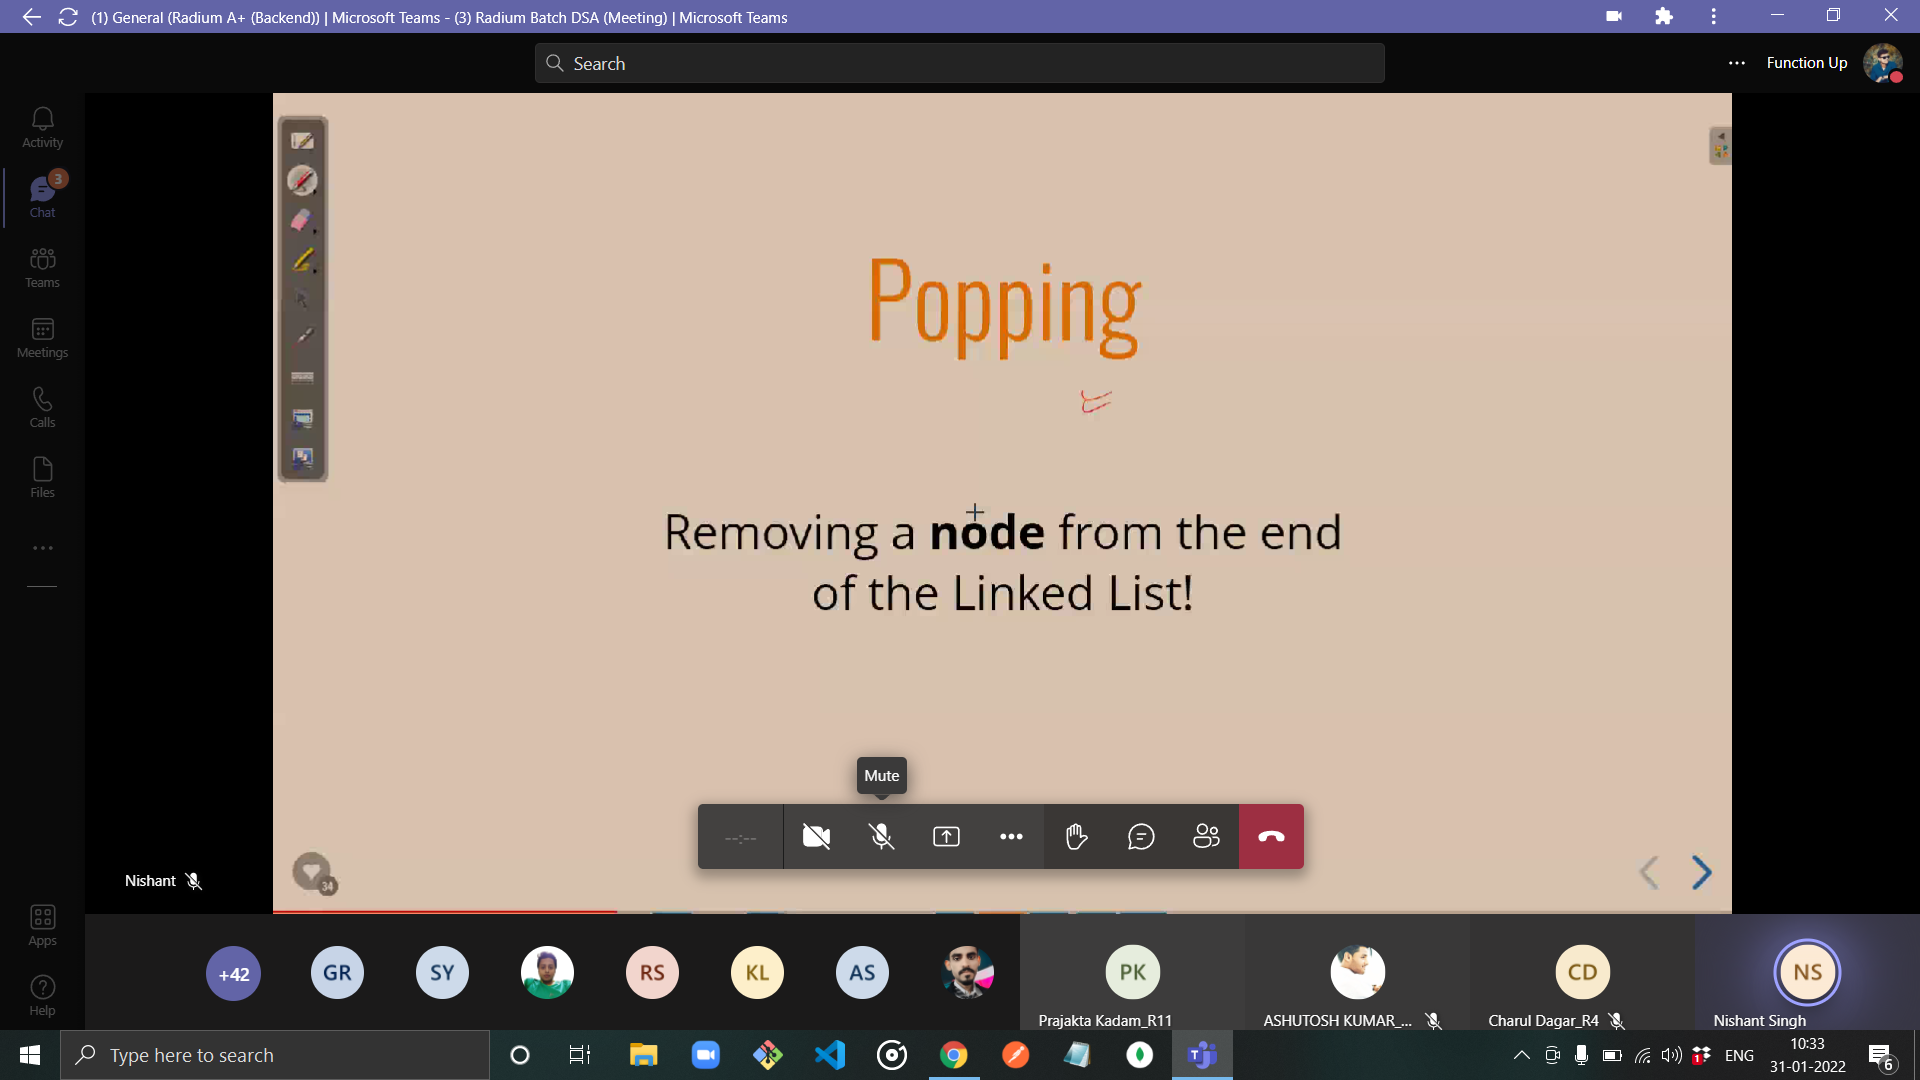 (1) General (Radium A+ (Backend)) | Microsoft Teams - (3) Radium Batch DSA (Meeting) | Microsoft Teams
Search
Function Up
Activity
3
Chat
Teams
Meetings
Calls
Files
Apps
Help
Popping
Removing a node from the end
of the Linked List!
Mute
--:--
34
Nishant
+42
GR
SY
RS
KL
AS
PK
CD
NS
Prajakta Kadam_R11
ASHUTOSH KUMAR_...
Charul Dagar_R4
Nishant Singh
Type here to search
1
ENG
10:33
31-01-2022
6